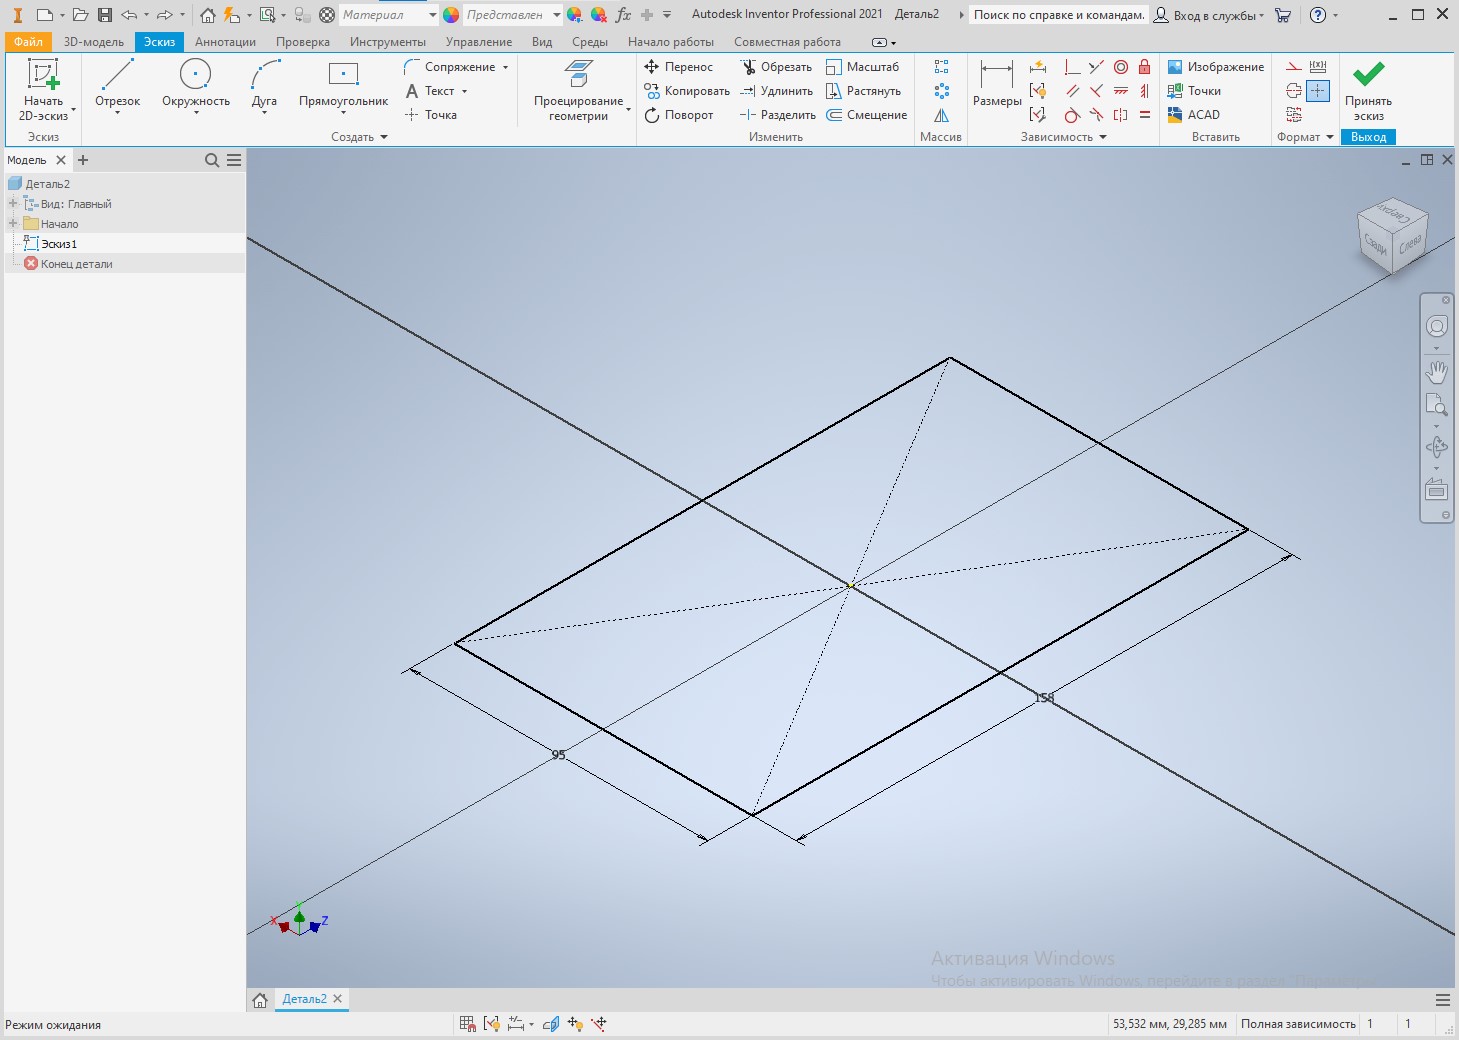 Материал
Представлен
fx
Autodesk Inventor Professional 2021 Деталь2
Поиск по справке и командам.
Вход в службы
Файл 3D-модель Эскиз Аннотации Проверка Инструменты Управление Вид Среды Начало работы Совместная работа
Начать
2D-эскиз
Отрезок
Окружность
Дуга
Прямоугольник
Сопряжение
A Текст
Точка
Проецирование
геометрии
Перенос
Копировать
Поворот
Обрезать
Удлинить
Разделить
Масштаб
Растянуть
Смещение
Размеры
Изображение
Точки
ACAD
Принять
эскиз
Эскиз
Создать
Изменить
Массив
Зависимость
Вставить
Формат
Выход
Модель
Деталь2
Вид: Главный
Начало
Эскиз1
Конец детали
Сверху
Сзади
Слева
158
95
X
Y
Z
Активация Windows
Чтобы активировать Windows, перейдите в раздел
Деталь2
Режим ожидания
53,532 мм, 29,285 мм
Полная зависимость
1
1